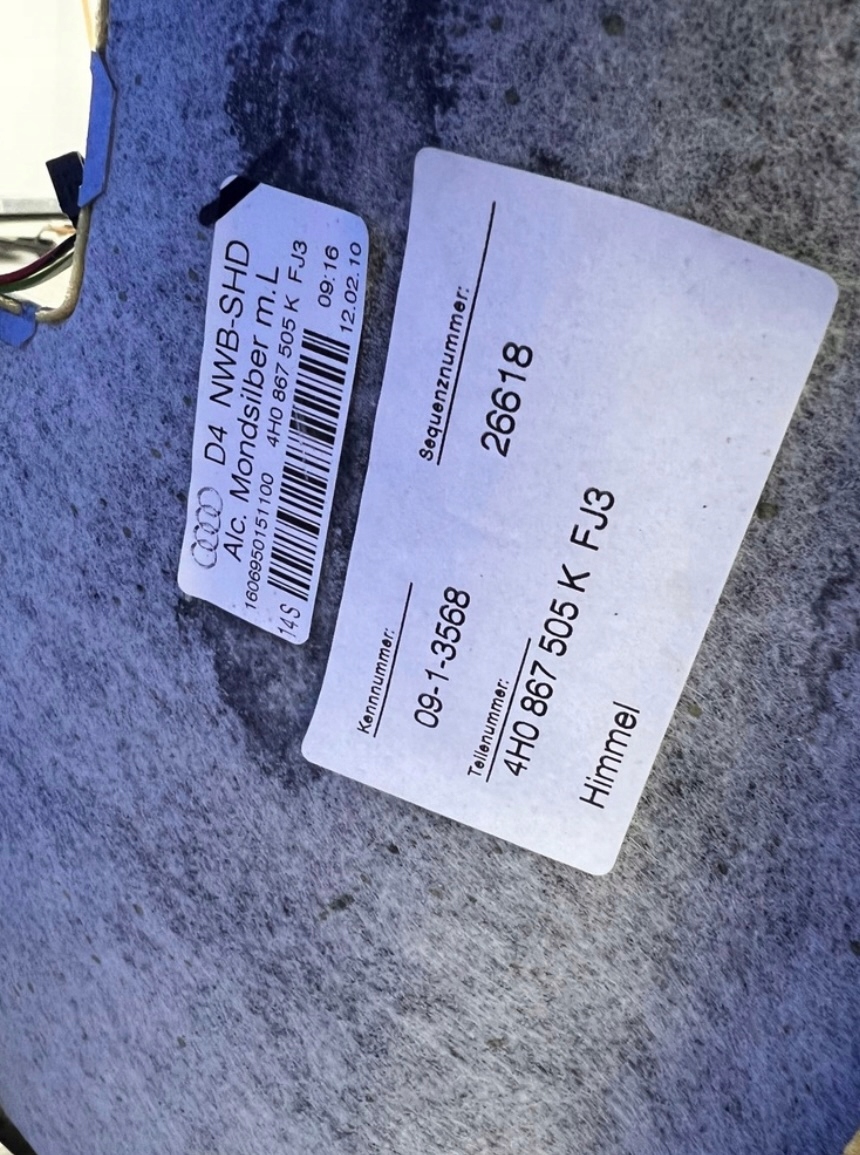 D4 NWB-SHD
Alc. Mondsilber m.L
1606950151100 4H0 867 505 K FJ3
14S
09:16
12.02.10
Kennnummer:
09-1-3568
Sequenznummer:
26618
Teilenummer:
4H0 867 505 K FJ3
Himmel